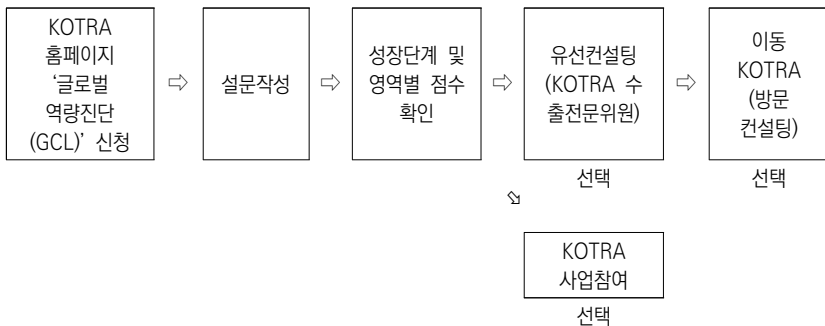 KOTRA
홈페이지
‘글로벌
역량진단
(GCL)’ 신청
⇨
설문작성
⇨
성장단계 및
영역별 점수
확인
⇨
유선컨설팅
(KOTRA 수
출전문위원)
선택
⇨
이동
KOTRA
(방문
컨설팅)
선택
⇘
KOTRA
사업참여
선택